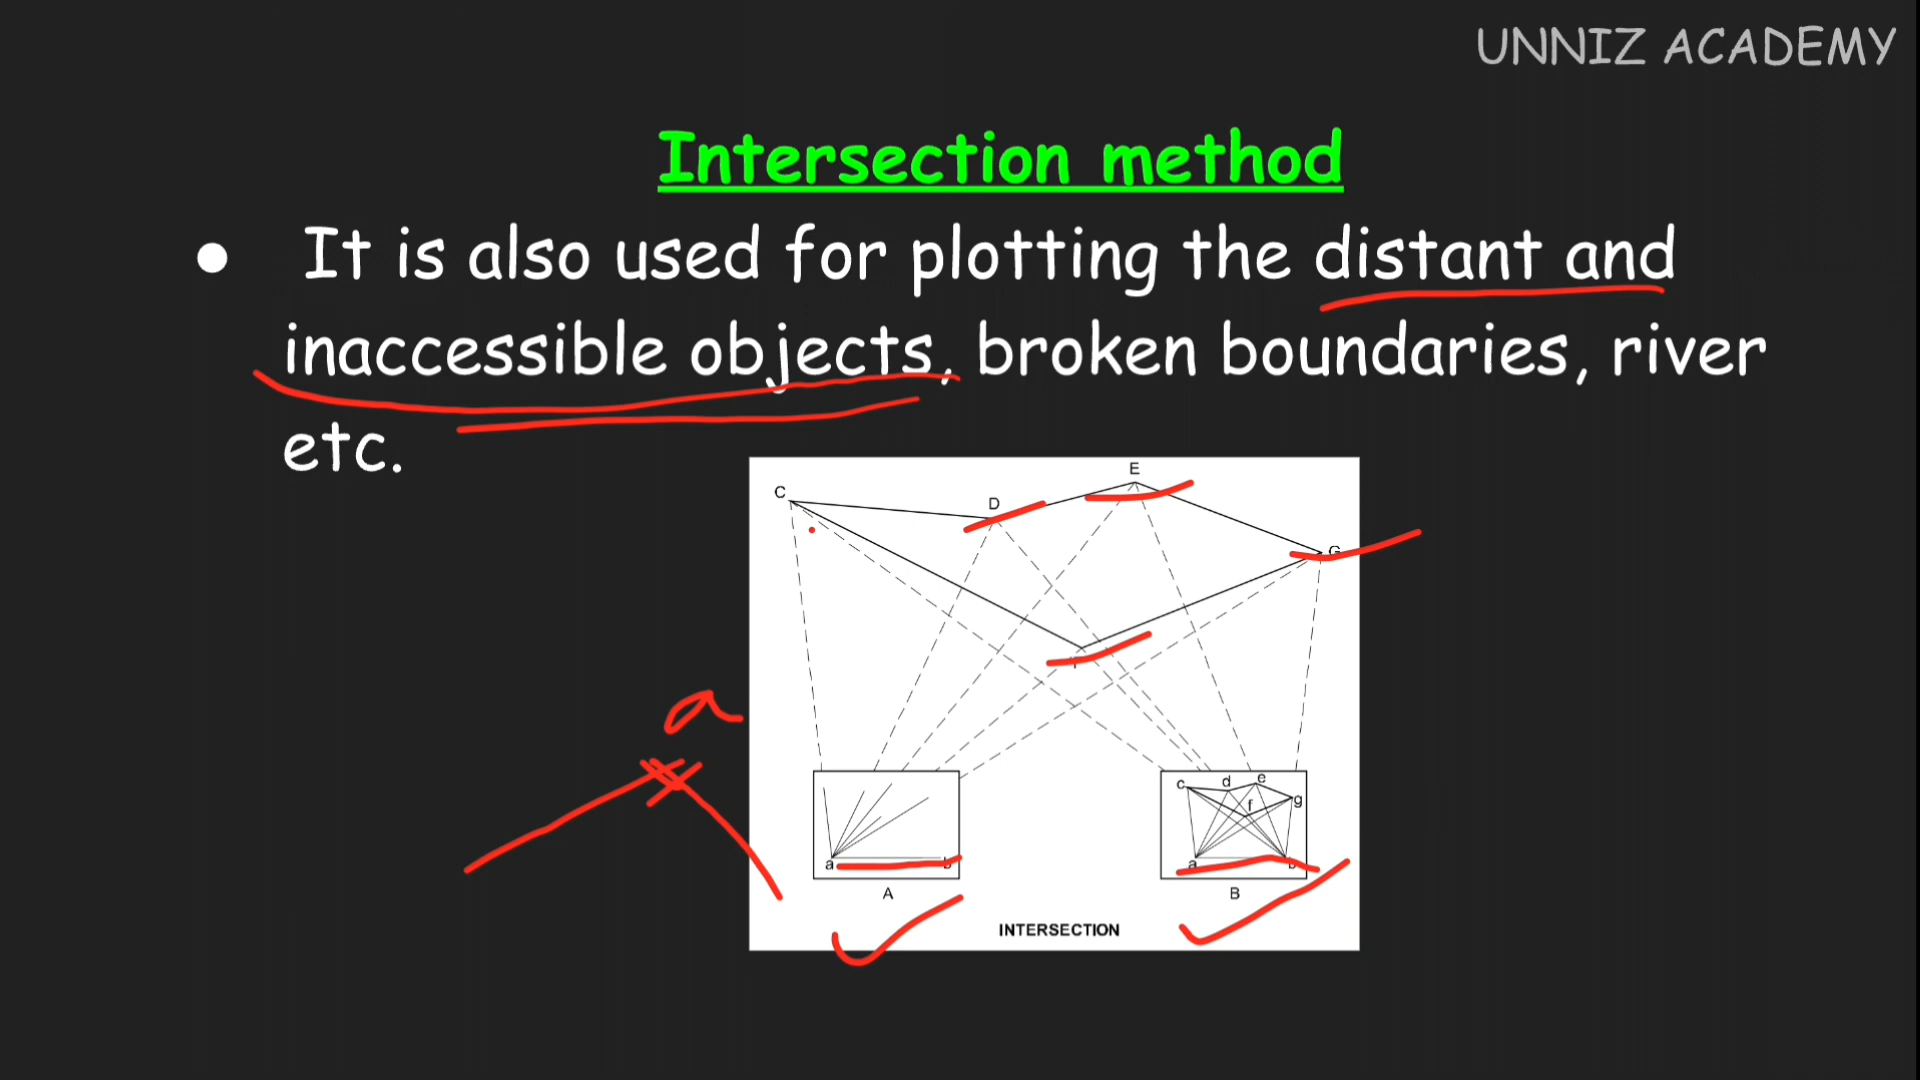 UNNIZ ACADEMY
Intersection method
● It is also used for plotting the distant and
inaccessible objects, broken boundaries, river
etc.
E
C
D
G
a
c d e
f g
a b
a b
A B
INTERSECTION